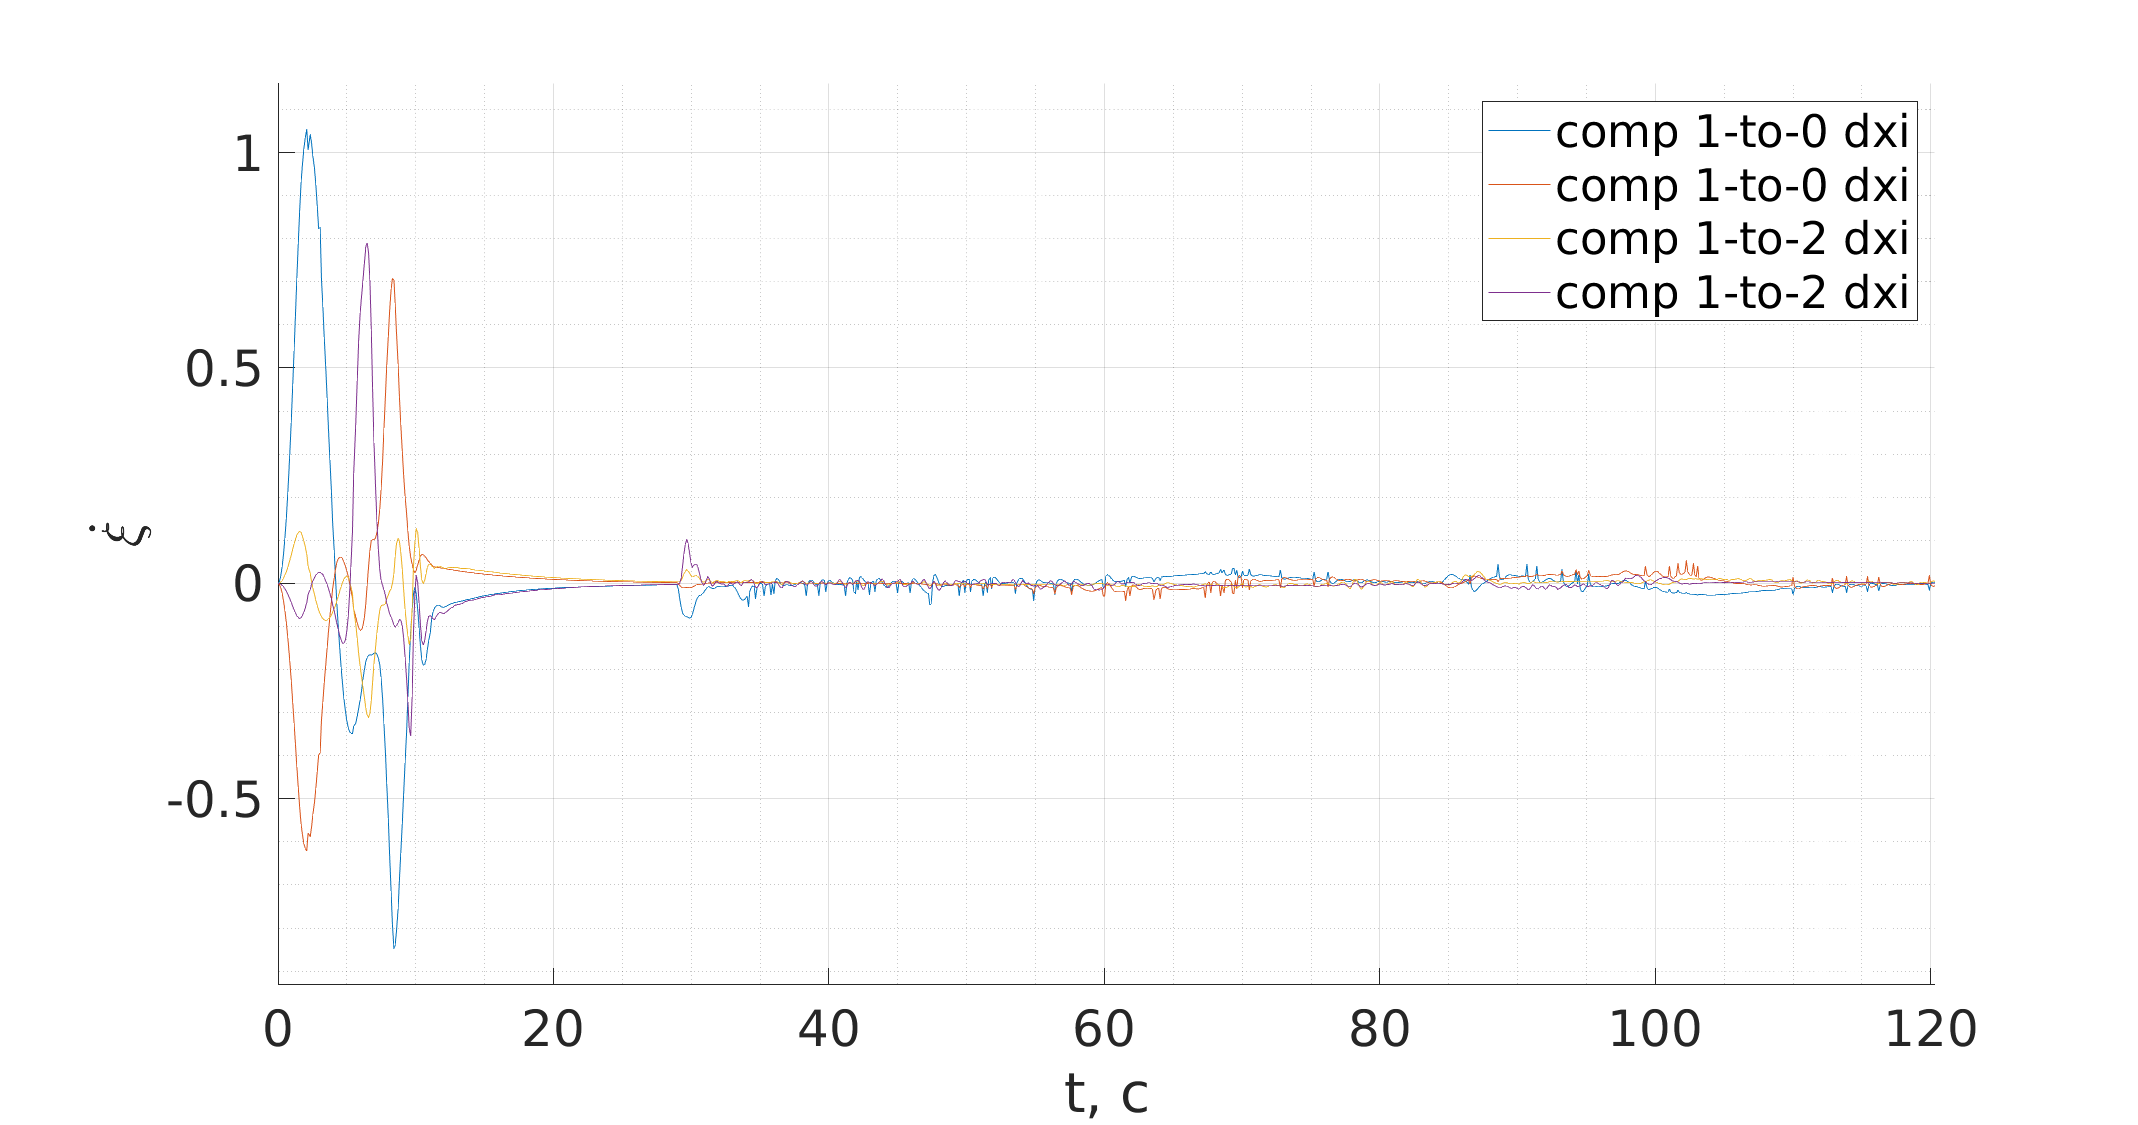 1
0.5
0
-0.5
0 20 40 60 80 100 120
t, c
ξ̇
comp 1-to-0 dxi
comp 1-to-0 dxi
comp 1-to-2 dxi
comp 1-to-2 dxi